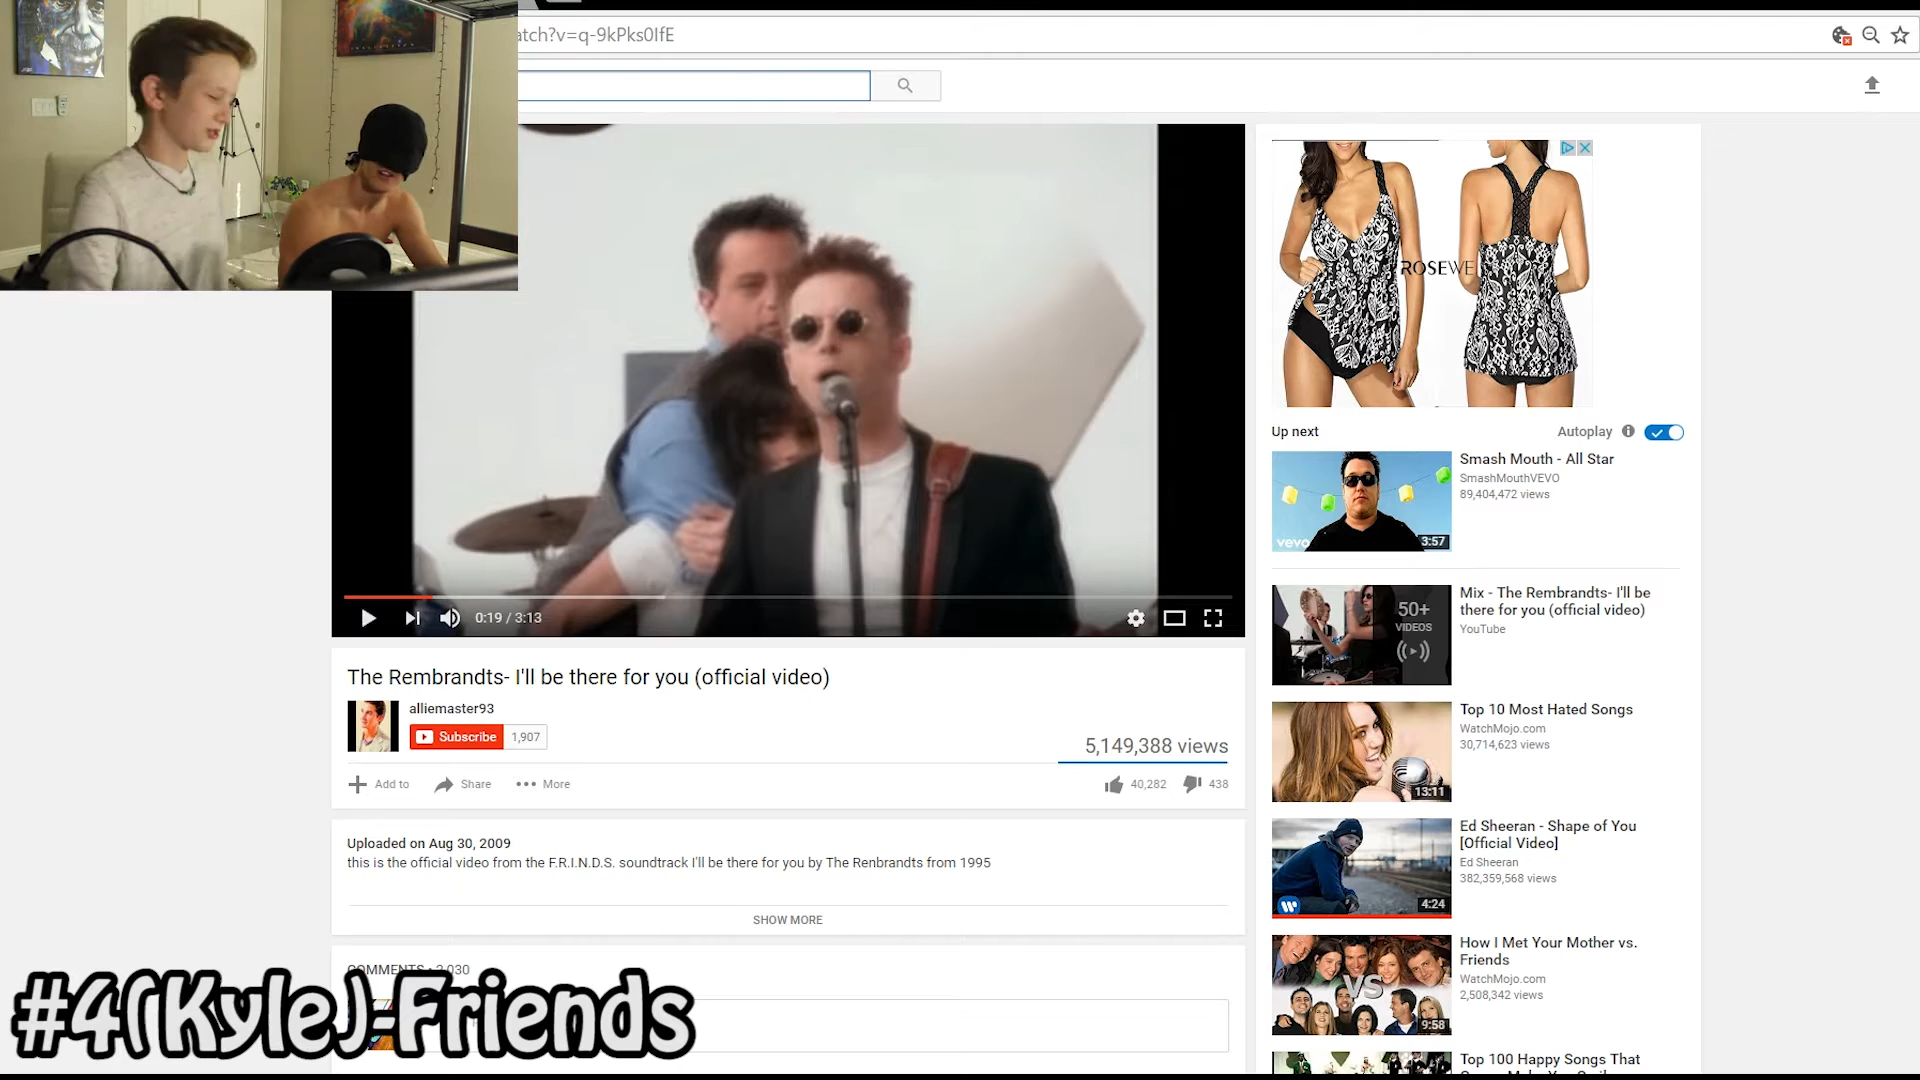 atch?v=q-9kPks0IfE
ROSEWE
Up next
Autoplay
Smash Mouth - All Star
SmashMouthVEVO
89,404,472 views
vevo
3:57
0:19 / 3:13
Mix - The Rembrandts- I'll be
there for you (official video)
YouTube
50+
VIDEOS
The Rembrandts- I'll be there for you (official video)
alliemaster93
Subscribe
1,907
5,149,388 views
Add to
Share
More
40,282
438
Top 10 Most Hated Songs
WatchMojo.com
30,714,623 views
13:11
Uploaded on Aug 30, 2009
this is the official video from the F.R.I.N.D.S. soundtrack I'll be there for you by The Renbrandts from 1995
SHOW MORE
Ed Sheeran - Shape of You
[Official Video]
Ed Sheeran
382,359,568 views
4:24
How I Met Your Mother vs.
Friends
WatchMojo.com
2,508,342 views
VS
9:58
COMMENTS • 2,030
#4(Kyle)-Friends
Top 100 Happy Songs That